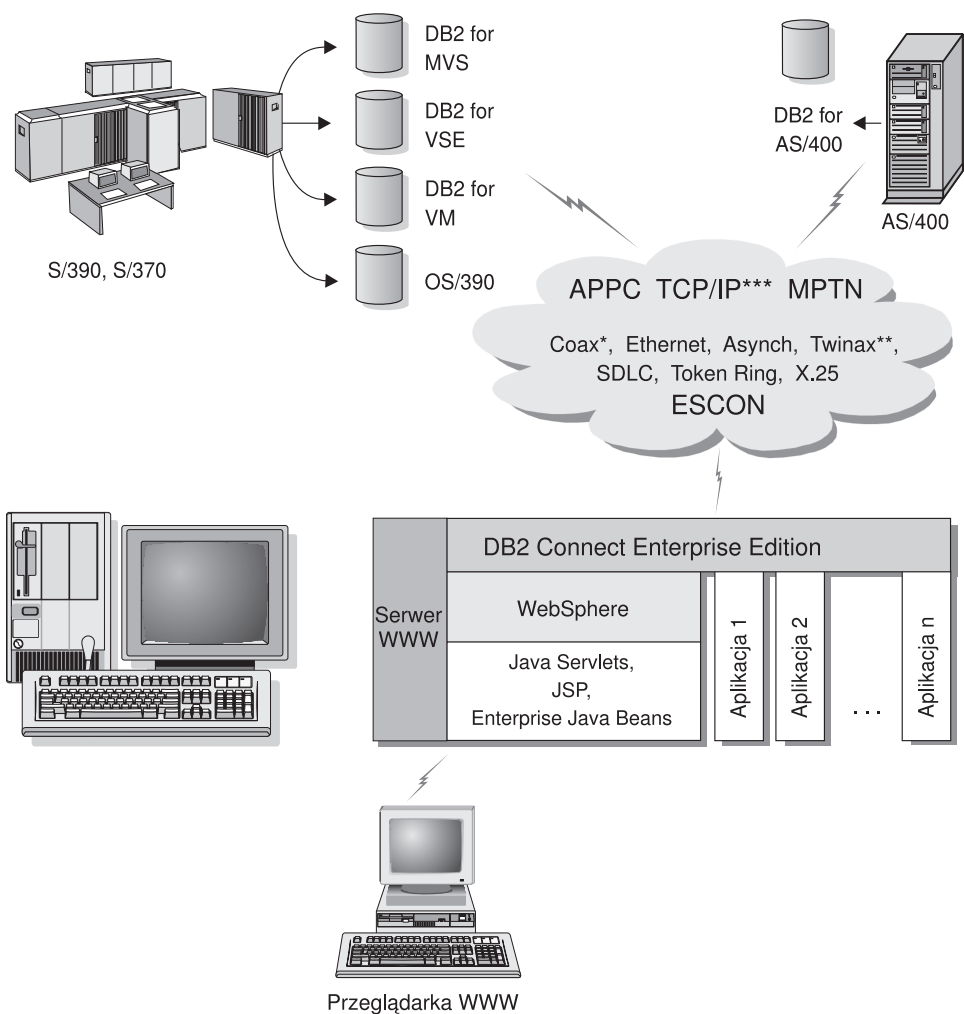 DB2 for
MVS
DB2 for
VSE
DB2 for
VM
OS/390
S/390, S/370
DB2 for
AS/400
AS/400
APPC TCP/IP*** MPTN
Coax*, Ethernet, Asynch, Twinax**,
SDLC, Token Ring, X.25
ESCON
DB2 Connect Enterprise Edition
Serwer
WWW
WebSphere
Java Servlets,
JSP,
Enterprise Java Beans
Aplikacja 1
Aplikacja 2
. . .
Aplikacja n
Przeglądarka WWW